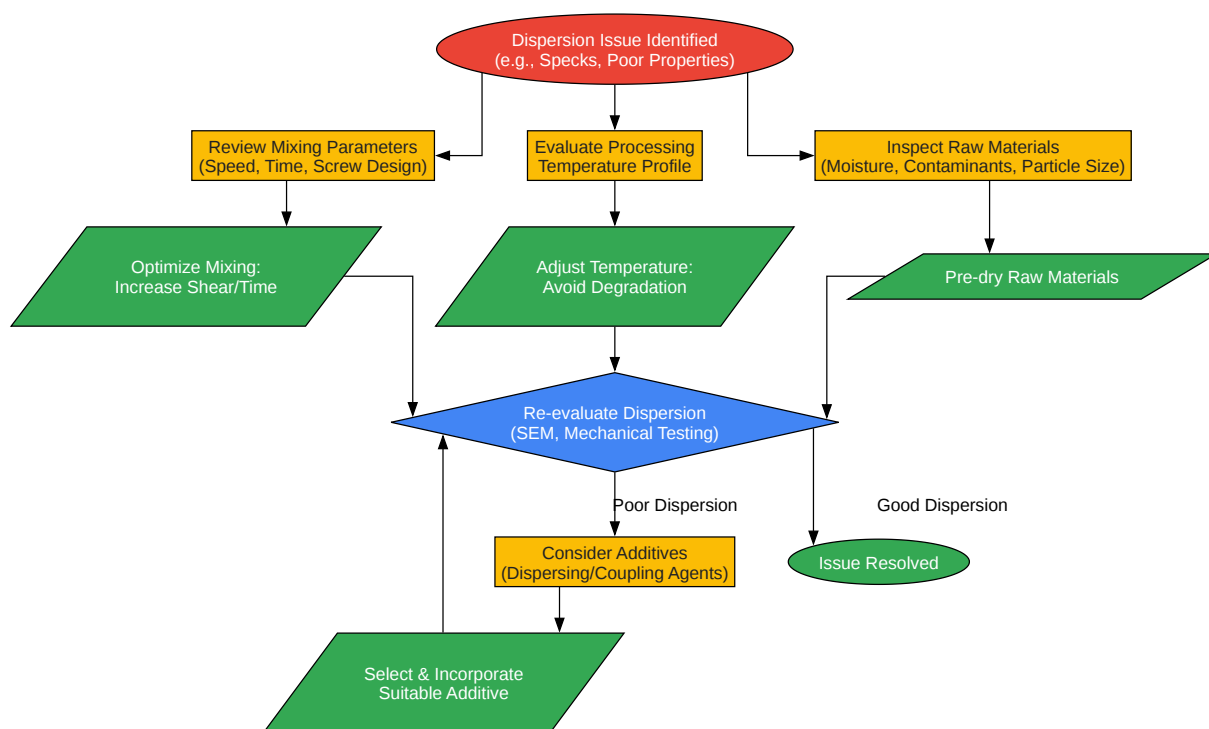 Dispersion Issue Identified
(e.g., Specks, Poor Properties)
Review Mixing Parameters
(Speed, Time, Screw Design)
Evaluate Processing
Temperature Profile
Inspect Raw Materials
(Moisture, Contaminants, Particle Size)
Optimize Mixing:
Increase Shear/Time
Adjust Temperature:
Avoid Degradation
Pre-dry Raw Materials
Re-evaluate Dispersion
(SEM, Mechanical Testing)
Poor Dispersion
Good Dispersion
Consider Additives
(Dispersing/Coupling Agents)
Issue Resolved
Select & Incorporate
Suitable Additive